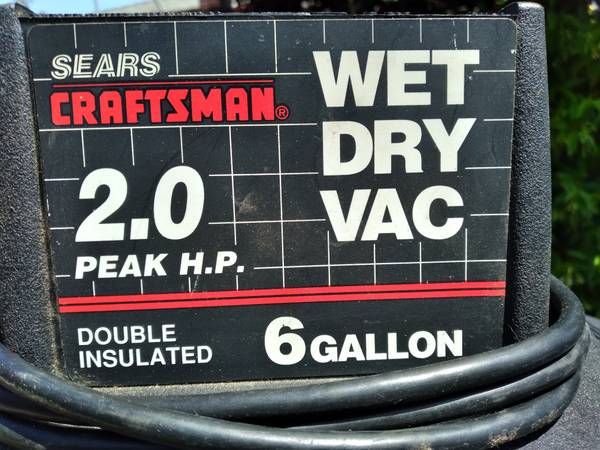 SEARS
CRAFTSMAN®
WET
DRY
VAC
2.0
PEAK H.P.
DOUBLE
INSULATED
6 GALLON